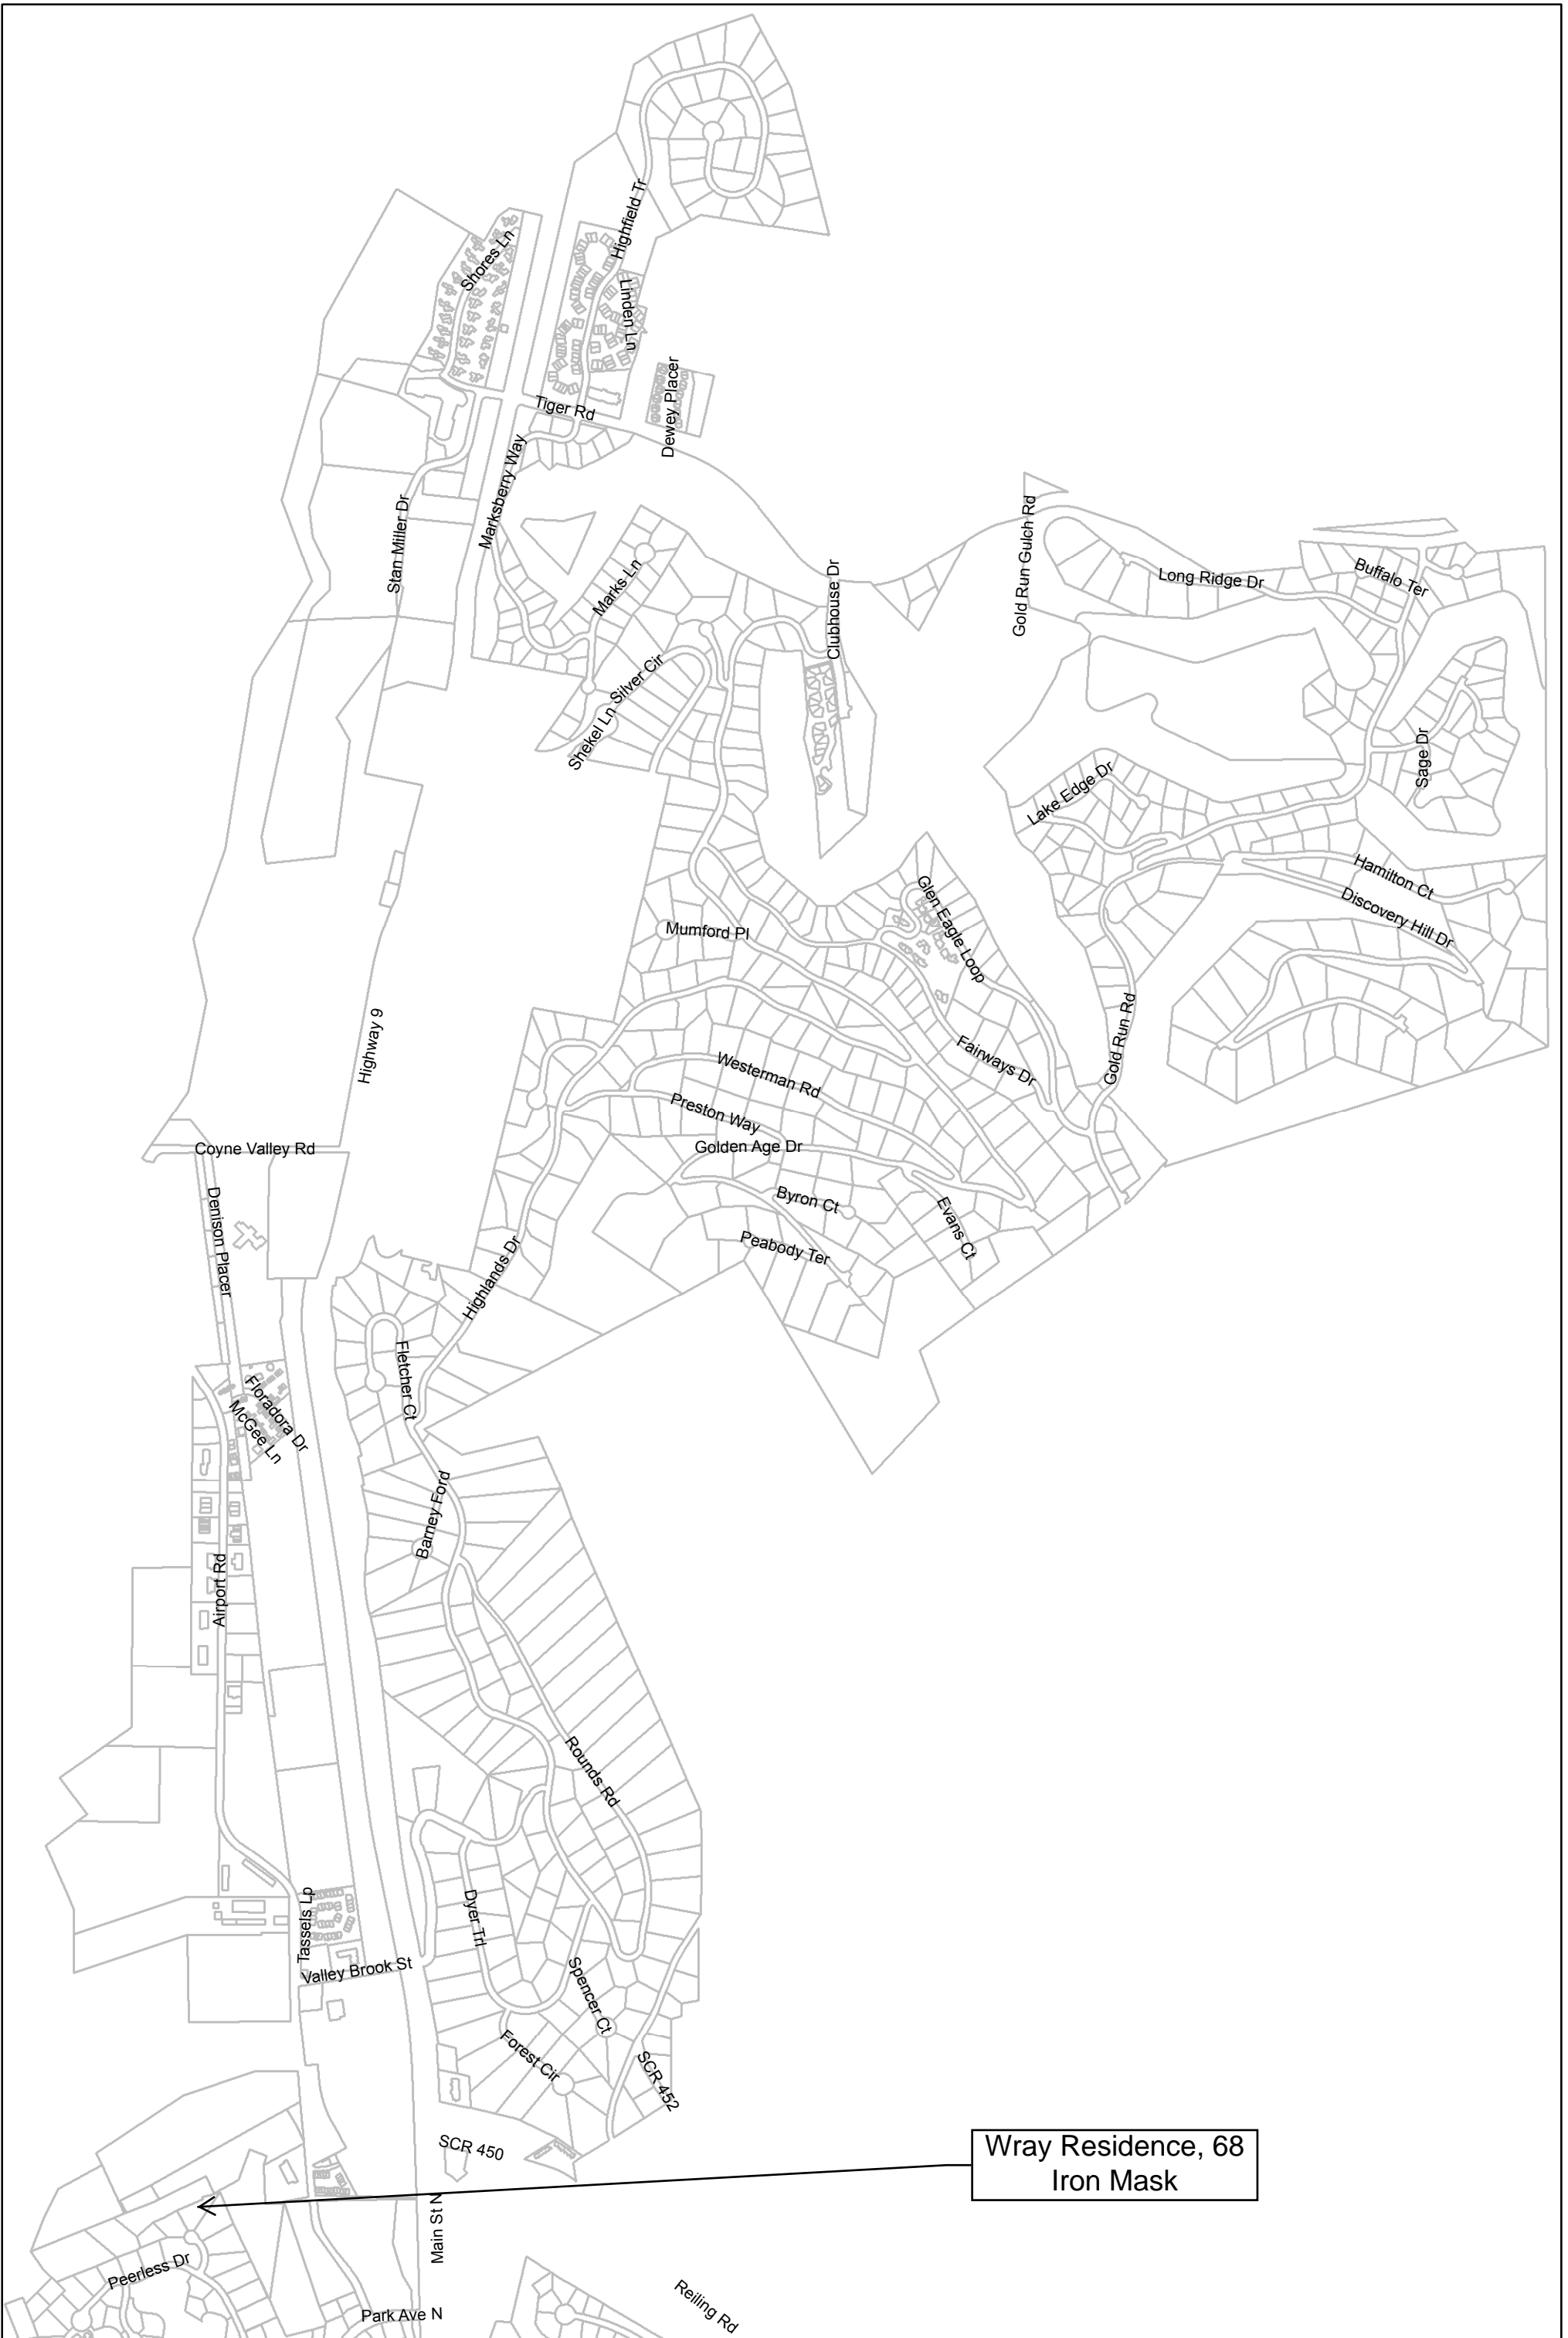 Highfield Tr
Shores Ln
Linden Ln
Dewey Placer
Tiger Rd
Marksberry Way
Stan Miller Dr
Gold Run Gulch Rd
Clubhouse Dr
Marks Ln
Long Ridge Dr
Buffalo Ter
Silver Cir
Shekel Ln
Sage Dr
Lake Edge Dr
Hamilton Ct
Discovery Hill Dr
Glen Eagle Loop
Mumford Pl
Highway 9
Gold Run Rd
Fairways Dr
Westerman Rd
Preston Way
Golden Age Dr
Coyne Valley Rd
Denison Placer
Byron Ct
Evans Ct
Peabody Ter
Highlands Dr
Fletcher Ct
Floradora Dr
McGee Ln
Barney Ford
Airport Rd
Rounds Rd
Dyer Trl
Tassels Lp
Valley Brook St
Spencer Ct
Forest Cir
SCR 452
SCR 450
Wray Residence, 68
Iron Mask
Main St N
Peerless Dr
Park Ave N
Reiling Rd